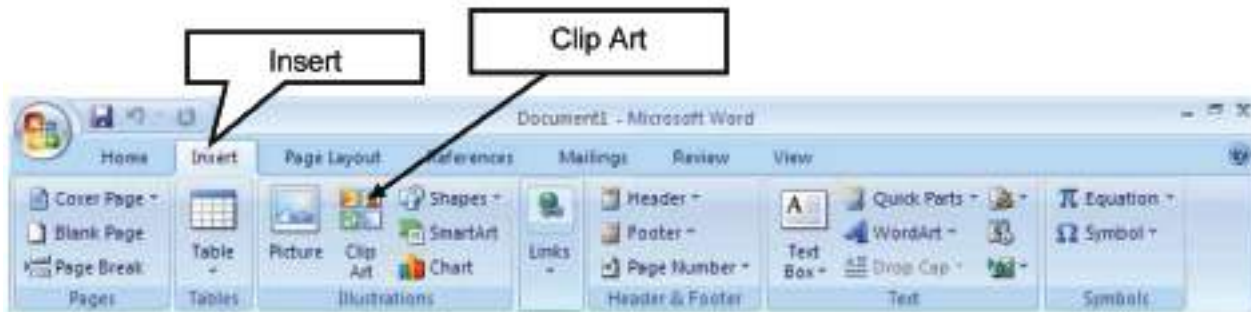 Clip Art
Insert
Document1 - Microsoft Word
Home Insert Page Layout References Mailings Review View
Cover Page Shapes Header Quick Parts Equation
Blank Page SmartArt Footer WordArt Symbol
Table Picture Clip Art Links Text Box
Page Break Chart Page Number Drop Cap
Pages Tables Illustrations Header & Footer Text Symbols